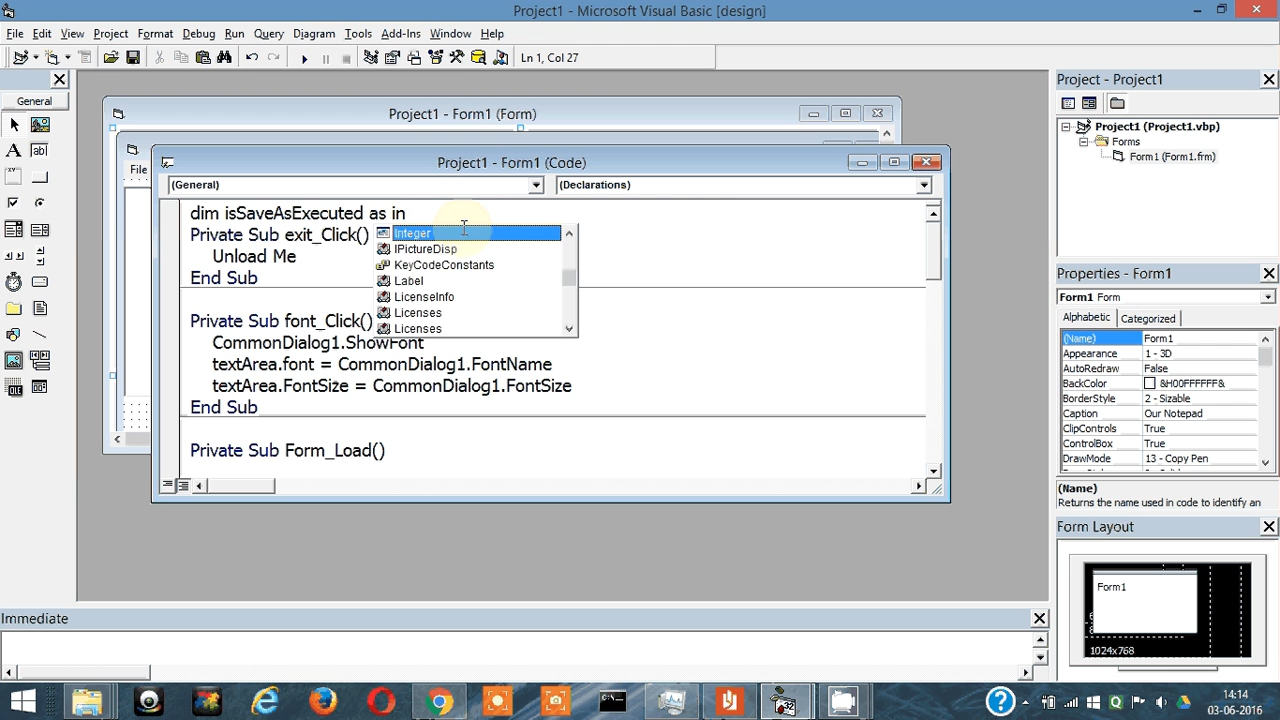 Project1 - Microsoft Visual Basic [design]
File Edit View Project Format Debug Run Query Diagram Tools Add-Ins Window Help
Ln 1, Col 27
General
Project1 - Form1 (Form)
File
Project1 - Form1 (Code)
(General)
(Declarations)
dim isSaveAsExecuted as in
Private Sub exit_Click()
Unload Me
End Sub
Integer
IPictureDisp
KeyCodeConstants
Label
LicenseInfo
Licenses
Licenses
Private Sub font_Click()
CommonDialog1.ShowFont
textArea.font = CommonDialog1.FontName
textArea.FontSize = CommonDialog1.FontSize
End Sub
Private Sub Form_Load()
Project - Project1
Project1 (Project1.vbp)
Forms
Form1 (Form1.frm)
Properties - Form1
Form1 Form
Alphabetic Categorized
(Name) Form1
Appearance 1 - 3D
AutoRedraw False
BackColor &H00FFFFFF&
BorderStyle 2 - Sizable
Caption Our Notepad
ClipControls True
ControlBox True
DrawMode 13 - Copy Pen
(Name)
Returns the name used in code to identify an
Form Layout
Form1
1024x768
Immediate
14:14
03-06-2016